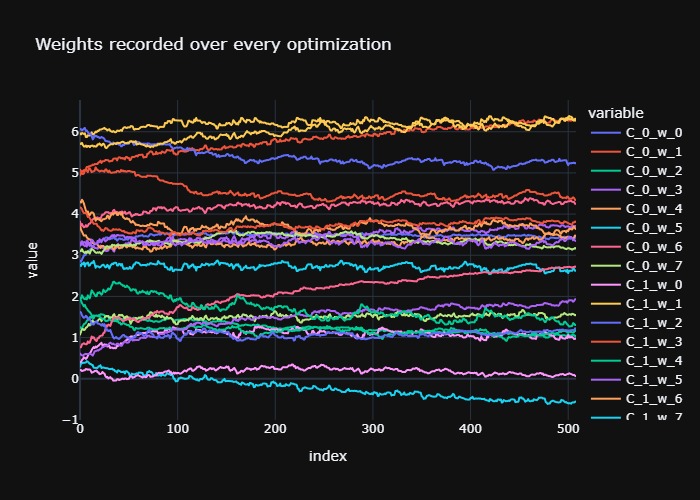 Weights recorded over every optimization
variable
C_0_w_0
C_0_w_1
C_0_w_2
C_0_w_3
C_0_w_4
C_0_w_5
C_0_w_6
C_0_w_7
C_1_w_0
C_1_w_1
C_1_w_2
C_1_w_3
C_1_w_4
C_1_w_5
C_1_w_6
C_1_w_7
value
6
5
4
3
2
1
0
−1
0 100 200 300 400 500
index